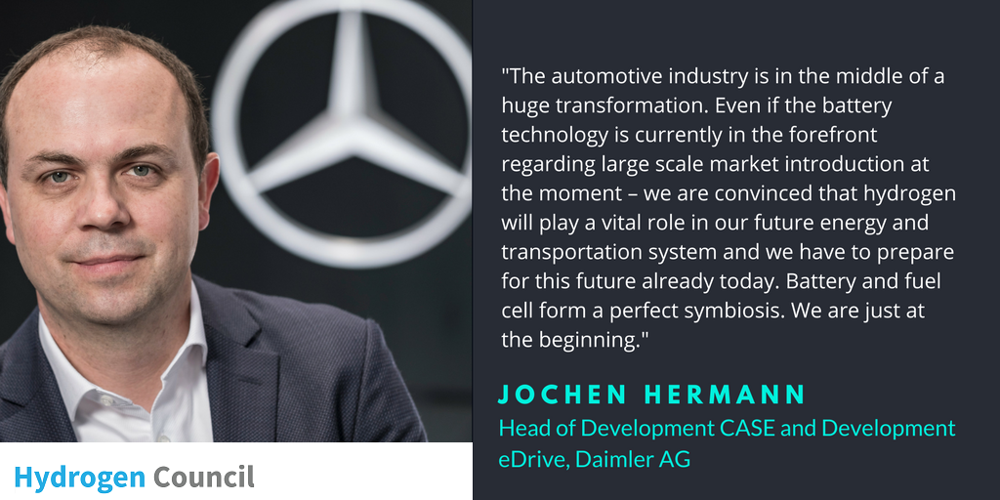 "The automotive industry is in the middle of a
huge transformation. Even if the battery
technology is currently in the forefront
regarding large scale market introduction at
the moment – we are convinced that hydrogen
will play a vital role in our future energy and
transportation system and we have to prepare
for this future already today. Battery and fuel
cell form a perfect symbiosis. We are just at
the beginning."
JOCHEN HERMANN
Head of Development CASE and Development
eDrive, Daimler AG
Hydrogen Council